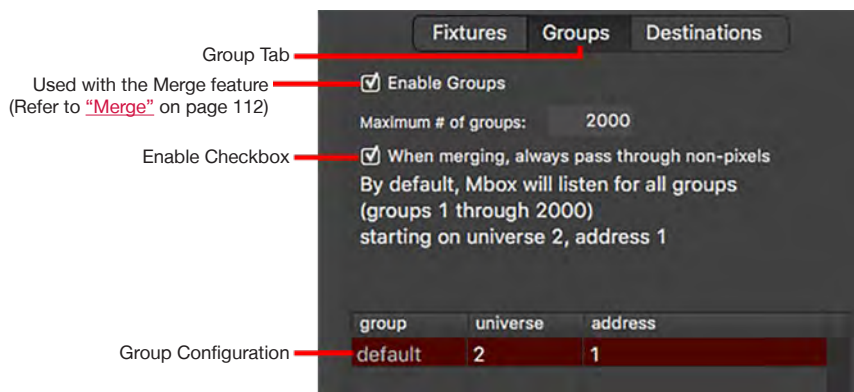 Fixtures Groups Destinations
Group Tab
Used with the Merge feature
(Refer to “Merge” on page 112)
Enable Groups
Maximum # of groups: 2000
Enable Checkbox
When merging, always pass through non-pixels
By default, Mbox will listen for all groups
(groups 1 through 2000)
starting on universe 2, address 1
group universe address
Group Configuration
default 2 1